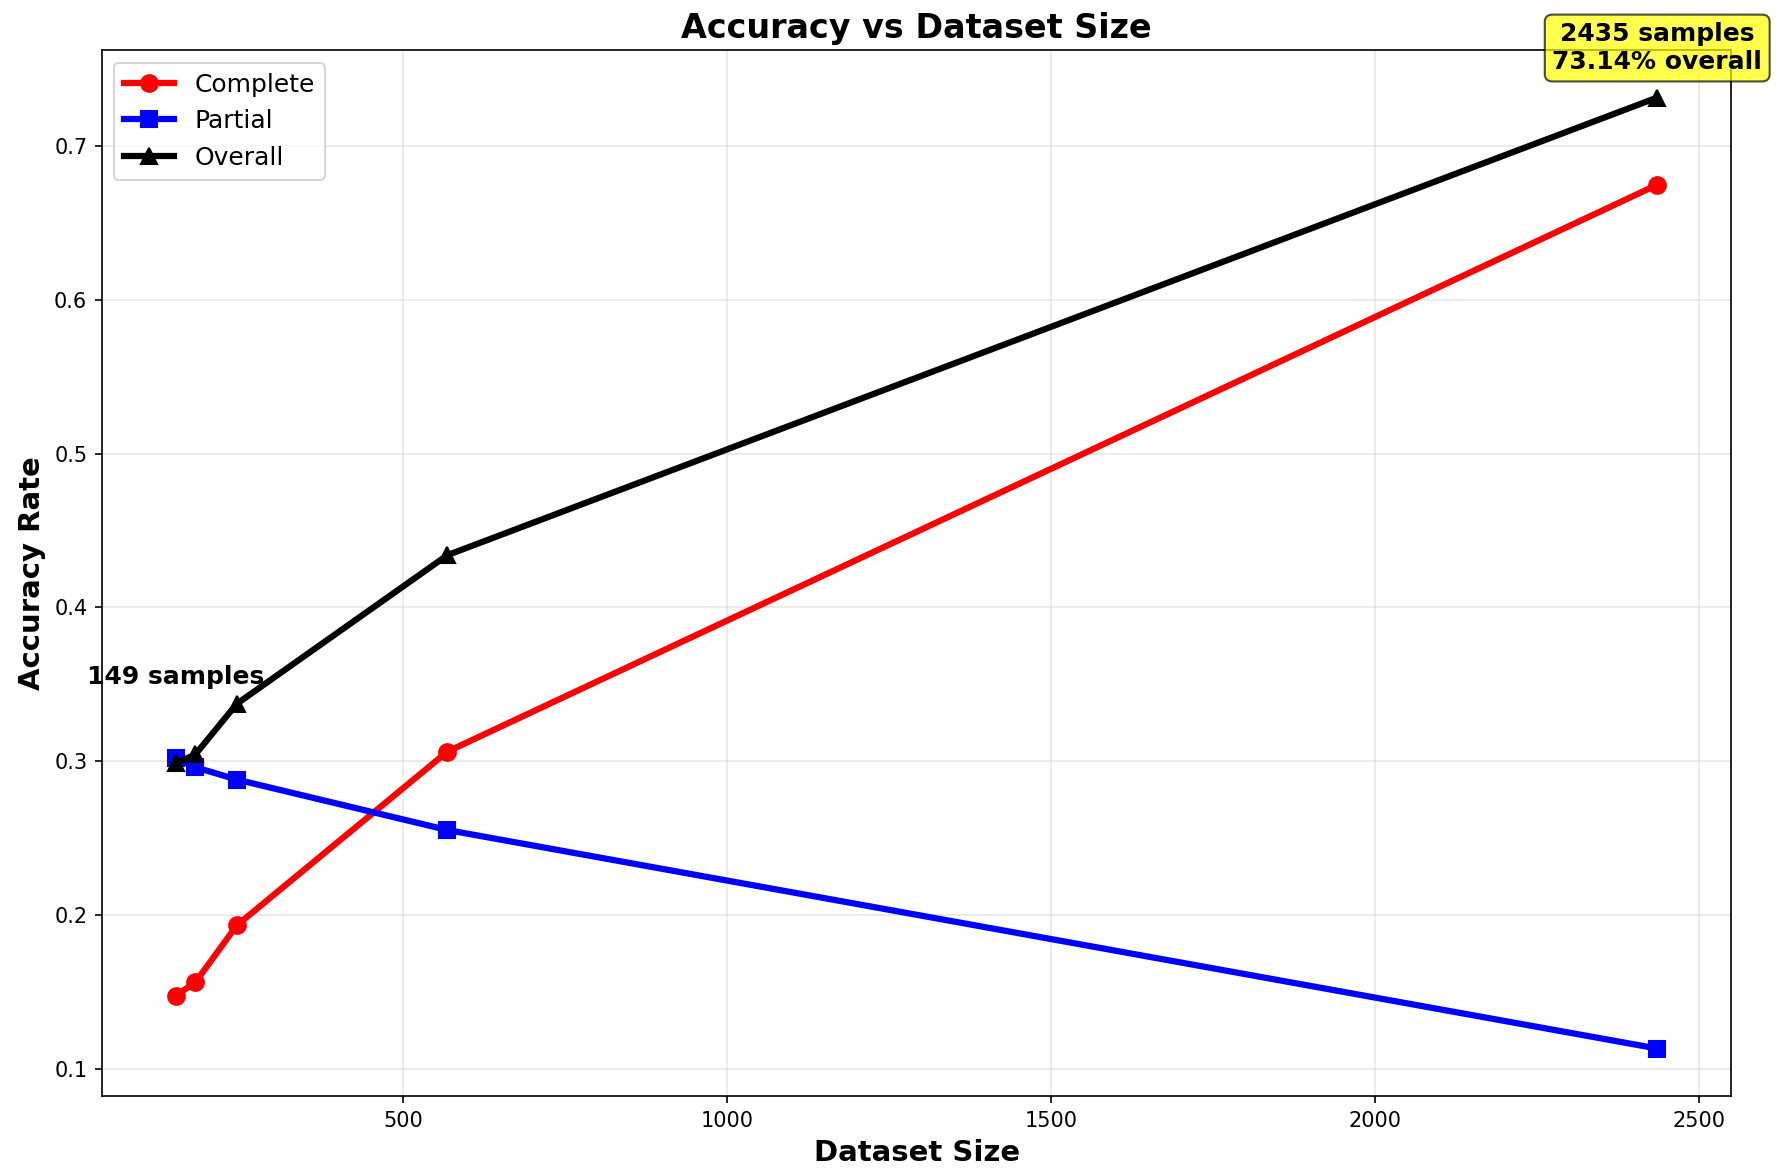 Accuracy vs Dataset Size
2435 samples
73.14% overall
Complete
Partial
Overall
Accuracy Rate
0.7
0.6
0.5
0.4
149 samples
0.3
0.2
0.1
500
1000
1500
2000
2500
Dataset Size